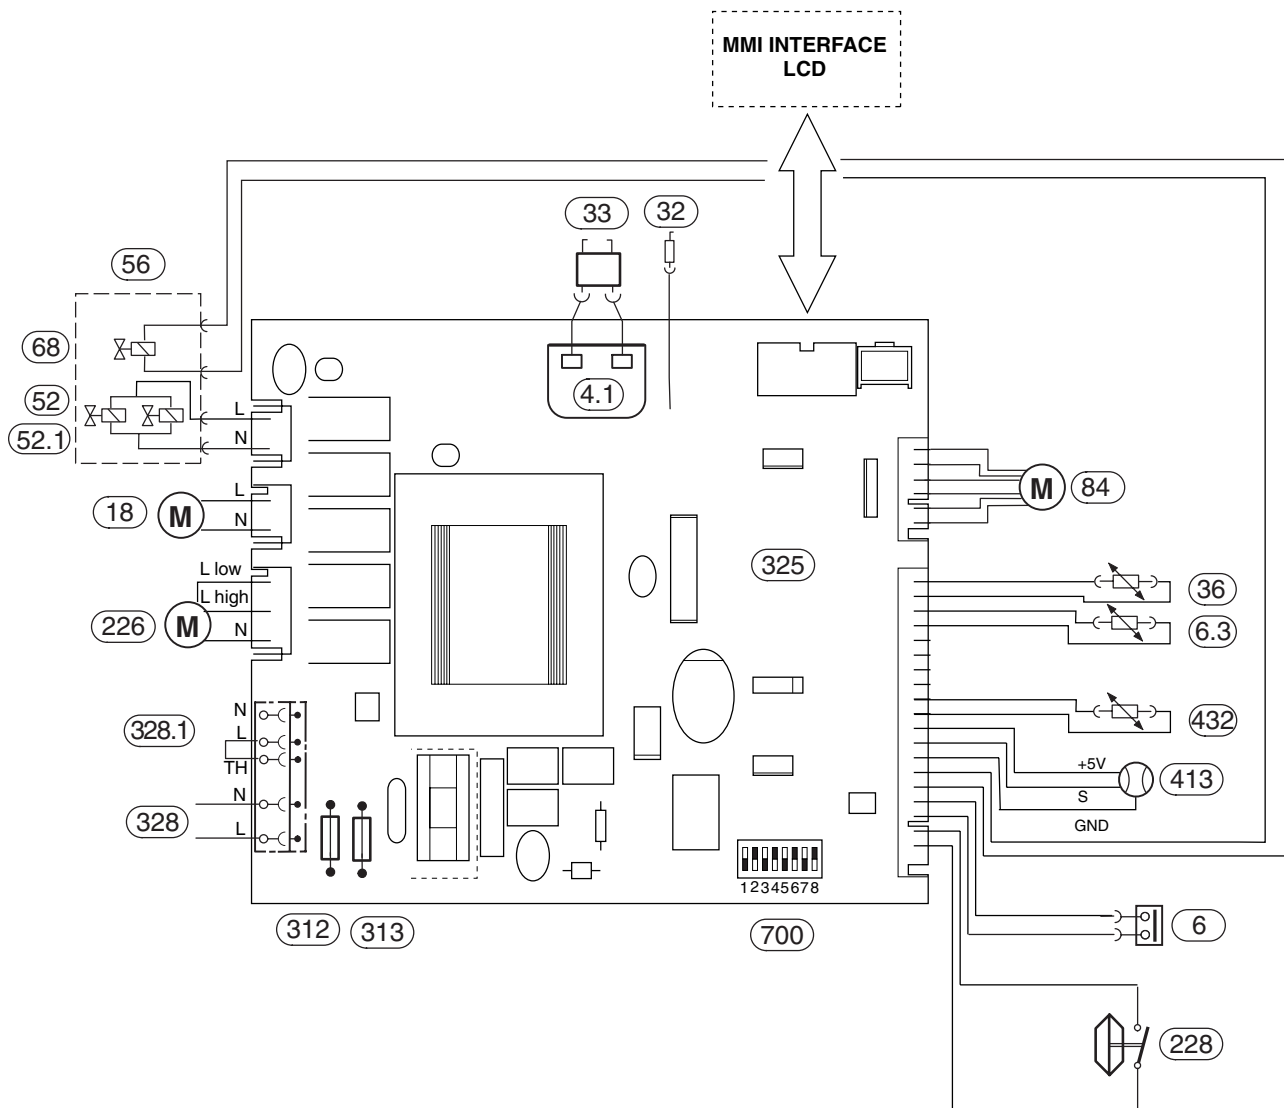 MMI INTERFACE
LCD
33
32
56
68
52
52.1
L
N
4.1
18
L
N
M
M
84
L low
L high
N
226
M
325
36
6.3
432
N
L
TH
328.1
N
L
328
+5V
S
GND
413
12345678
312
313
700
6
228